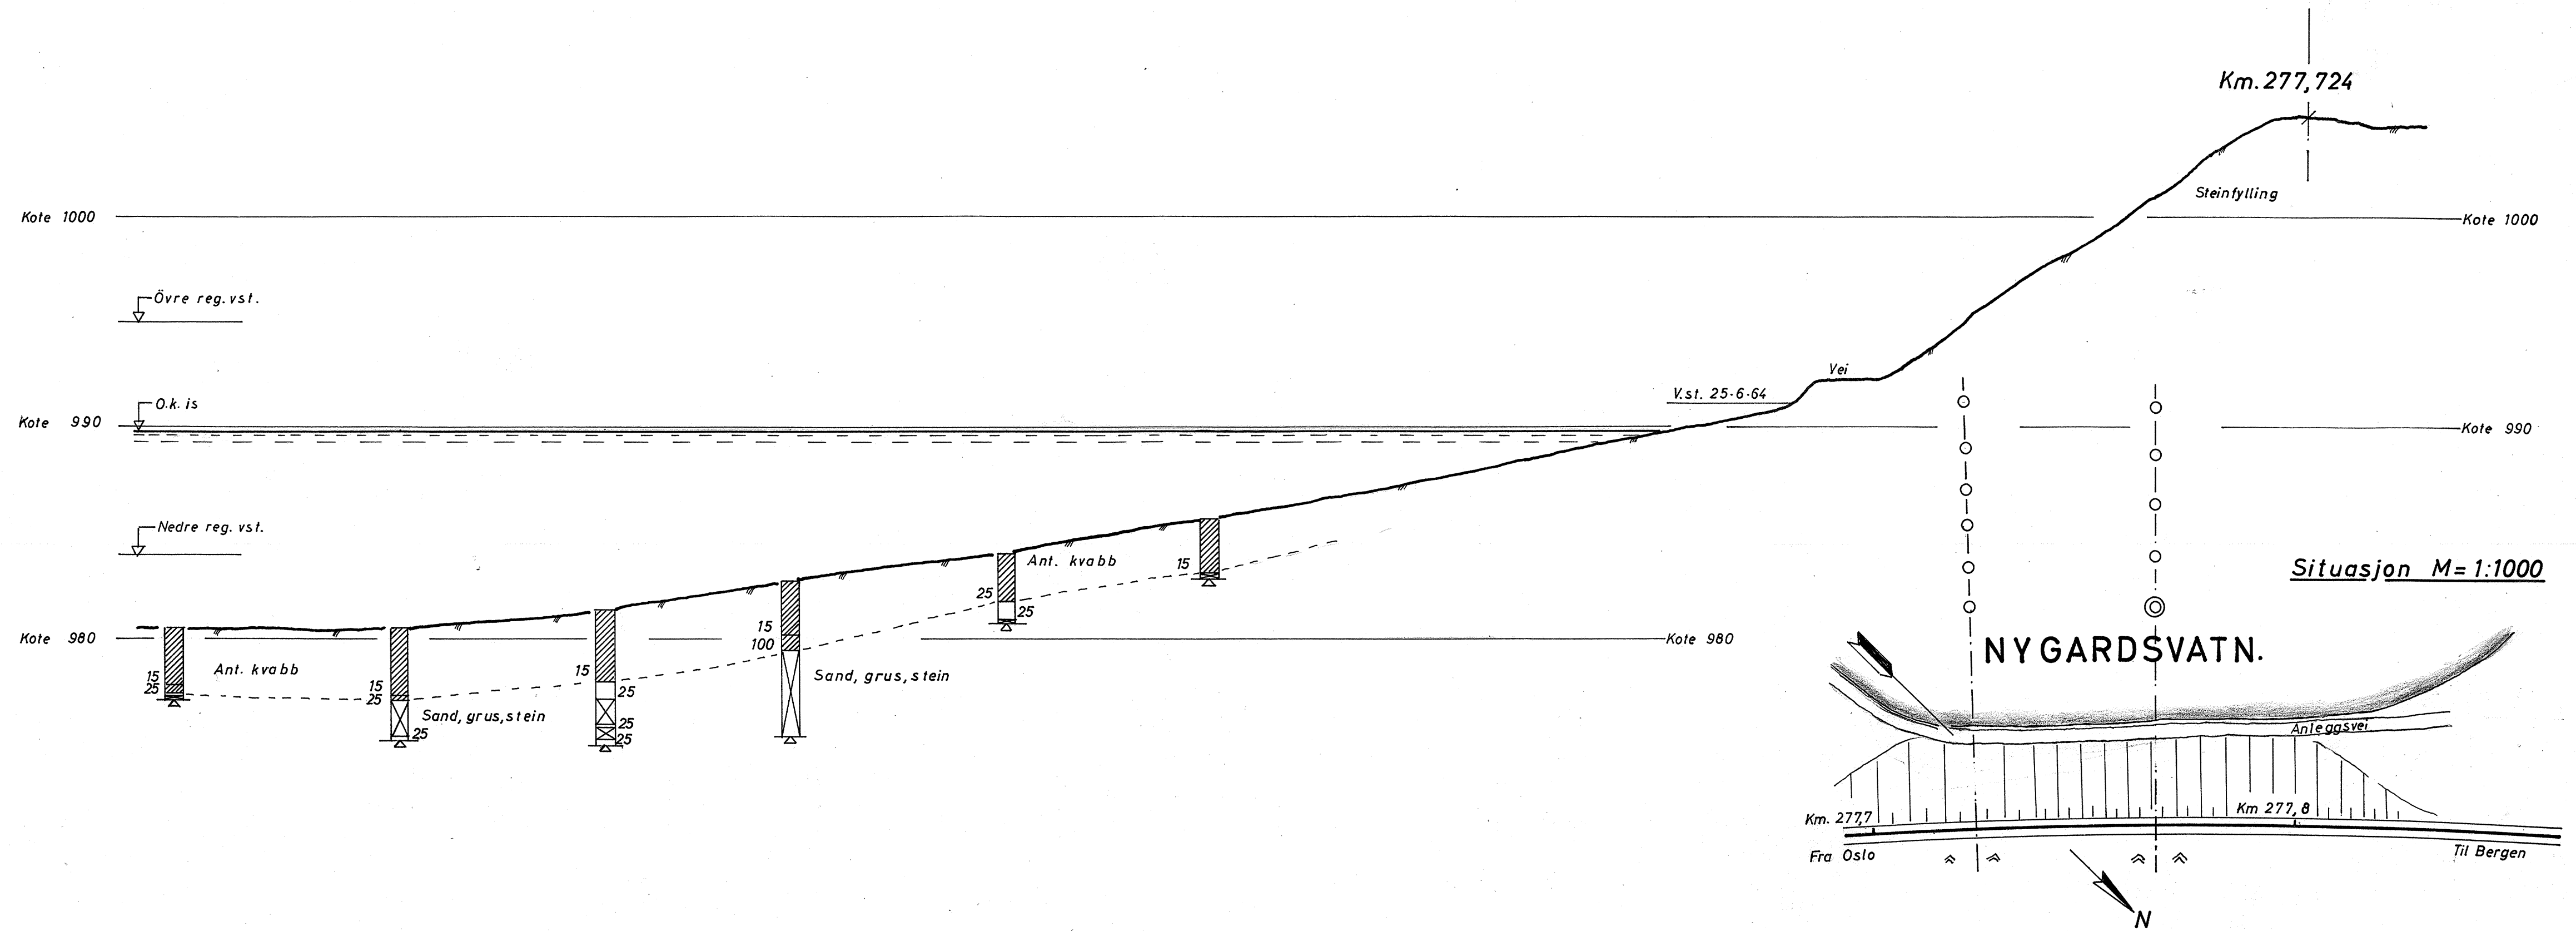 Km. 277,724
Steinfylling
Kote 1000
Kote 1000
Övre reg. vst.
Vei
V.st. 25-6-64
O.k. is
Kote 990
Kote 990
Nedre reg. vst.
Ant. kvabb
15
25
25
Situasjon M= 1:1000
15
100
Kote 980
Kote 980
NYGARDSVATN.
Ant. kvabb
15
25
15
25
25
Sand, grus, stein
15
25
25
25
Sand, grus, stein
Anleggsvei
Km. 277,7
Km 277, 8
Fra Oslo
Til Bergen
N